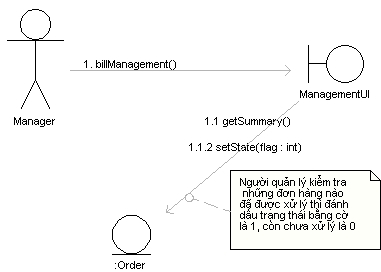 1. billManagement()
Manager
ManagementUI
1.1 getSummary()
1.1.2 setState(flag : int)
Người quản lý kiểm tra
những đơn hàng nào
đã được xử lý thì đánh
dấu trạng thái bằng cờ
là 1, còn chưa xử lý là 0
:Order